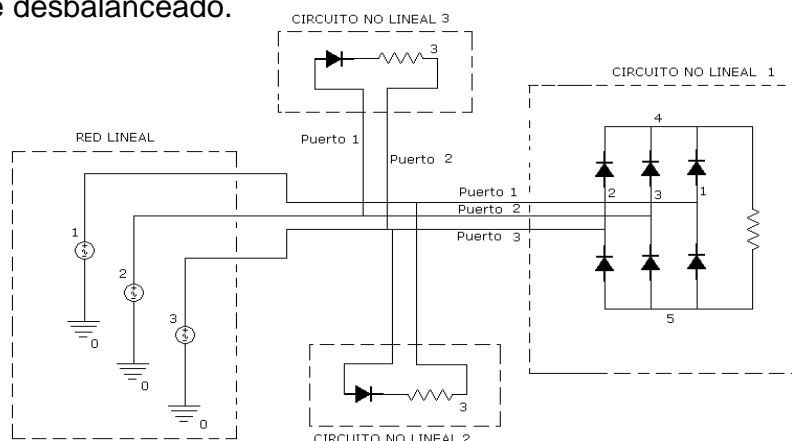 e desbalanceado.
CIRCUITO NO LINEAL 3
3
CIRCUITO NO LINEAL 1
4
RED LINEAL
Puerto 1
Puerto 2
Puerto 1
2
3
1
Puerto 2
Puerto 3
1
2
3
5
0
0
0
3
CIRCUITO NO LINEAL 2